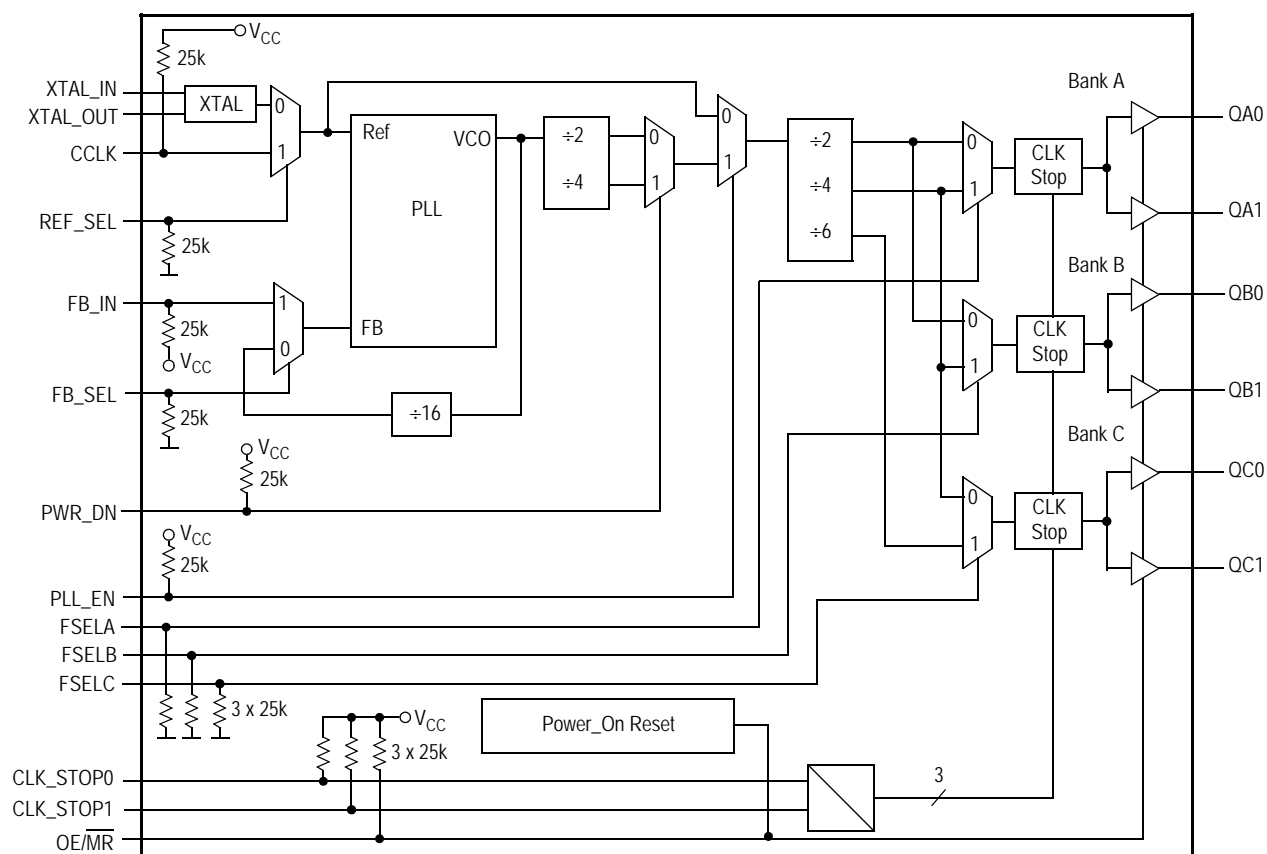 VCC
25k
XTAL_IN
XTAL_OUT
XTAL
CCLK
0
1
Ref
VCO
PLL
FB
÷2
÷4
0
1
0
1
÷2
÷4
÷6
0
1
CLK
Stop
Bank A
QA0
QA1
REF_SEL
25k
FB_IN
25k
VCC
1
0
FB_SEL
25k
÷16
Bank B
0
1
CLK
Stop
QB0
QB1
VCC
25k
PWR_DN
Bank C
0
1
CLK
Stop
QC0
QC1
VCC
25k
PLL_EN
FSELA
FSELB
FSELC
3 x 25k
VCC
3 x 25k
Power_On Reset
CLK_STOP0
CLK_STOP1
OE/MR
3